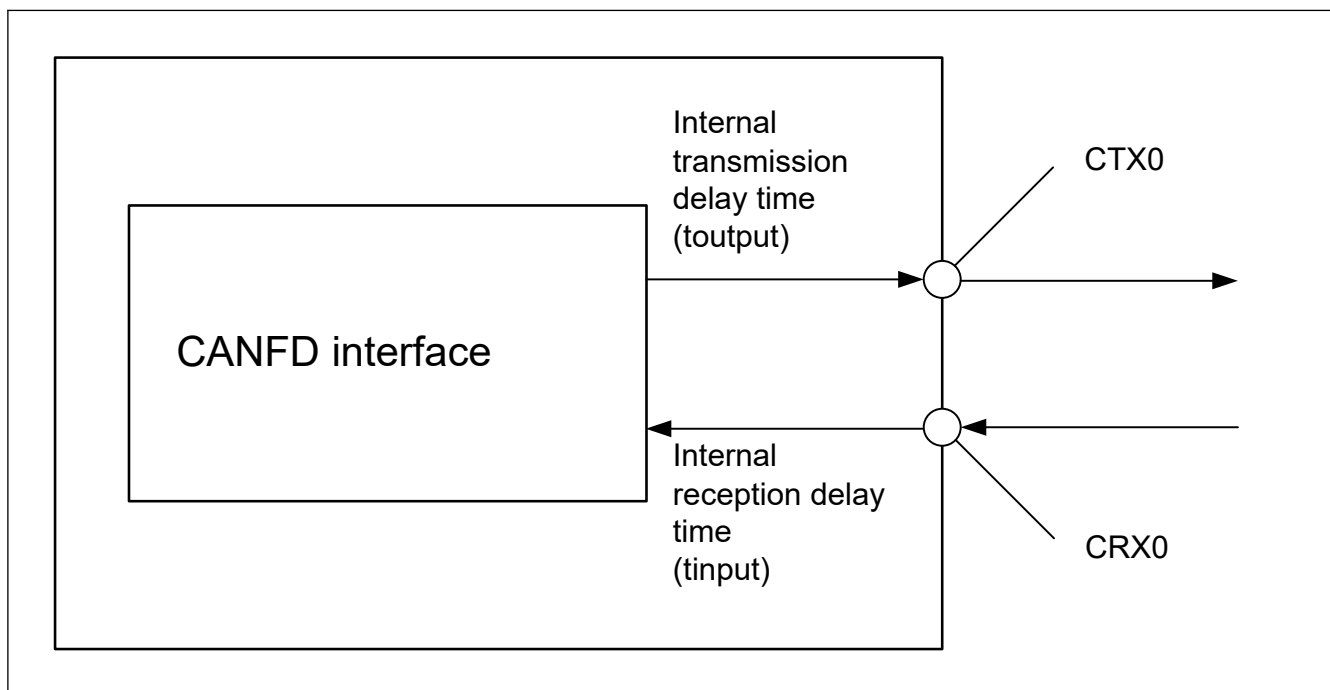 Internal
transmission
delay time
(toutput)
CTX0
CANFD interface
Internal
reception delay
time
(tinput)
CRX0